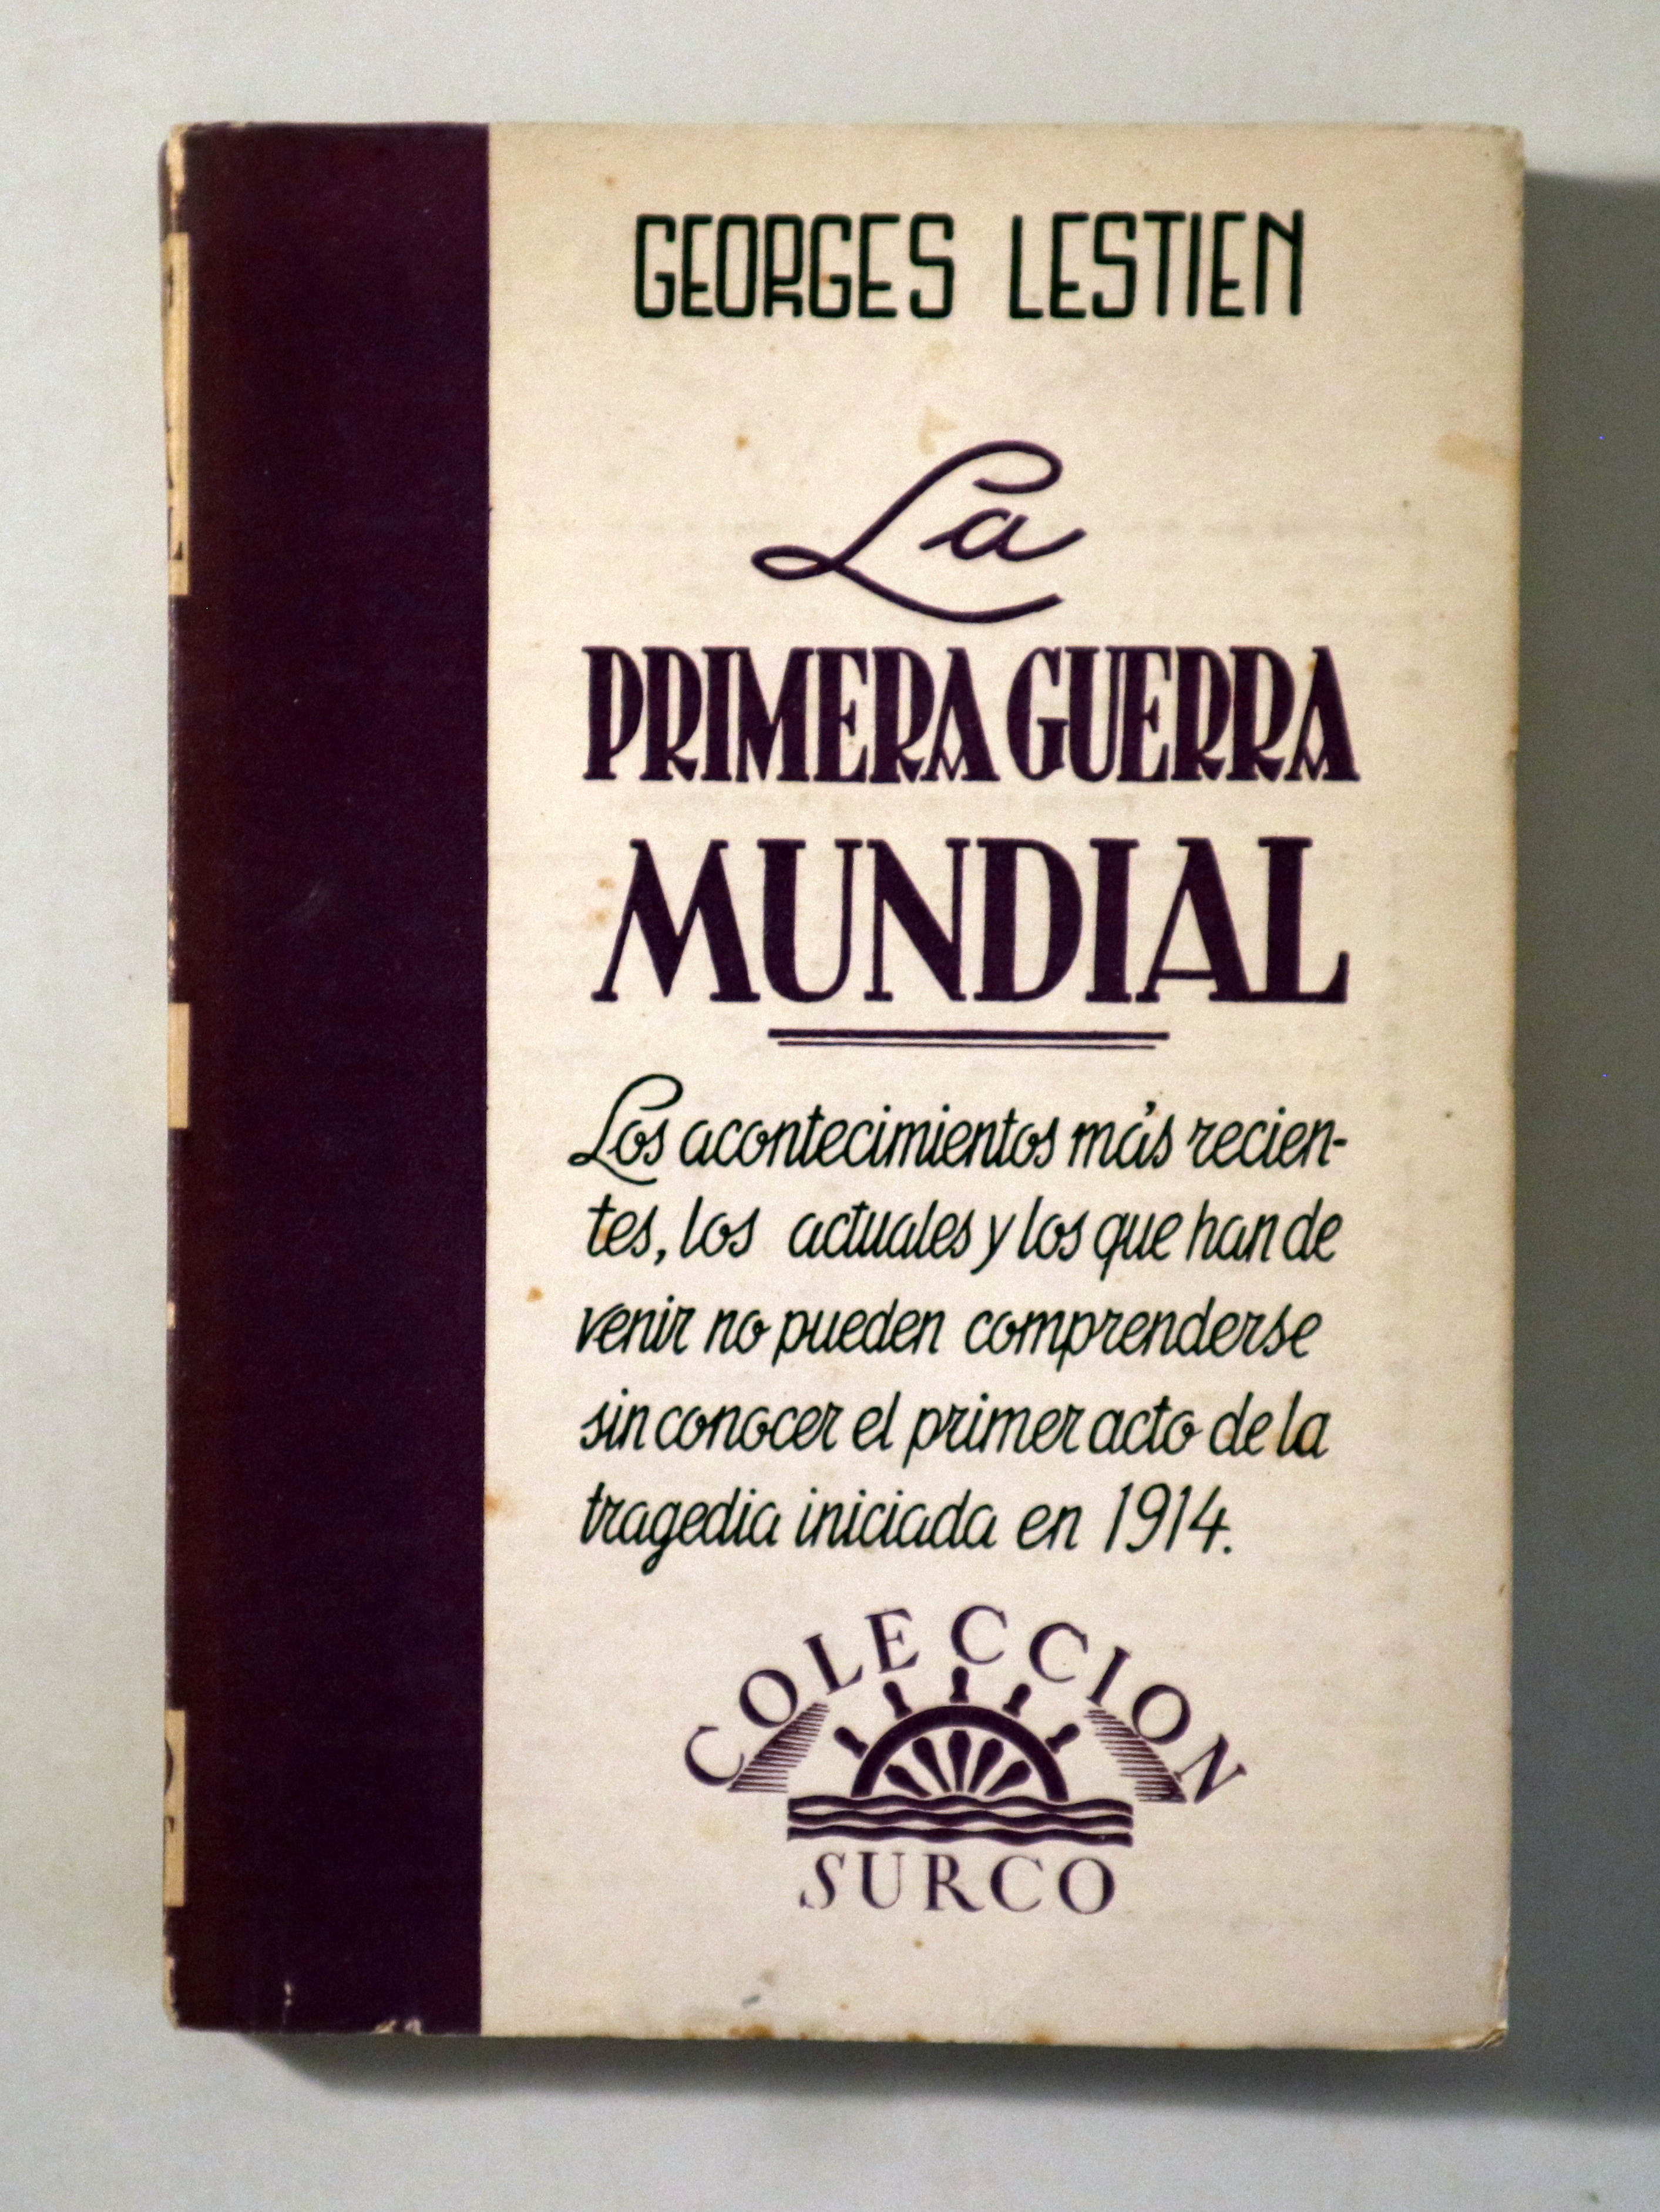 GEORGES LESTIEN
La
PRIMERA GUERRA
MUNDIAL
Los acontecimientos más recien-
tes, los actuales y los que han de
venir no pueden comprenderse
sin conocer el primer acto de la
tragedia iniciada en 1914.
COLECCION
SURCO